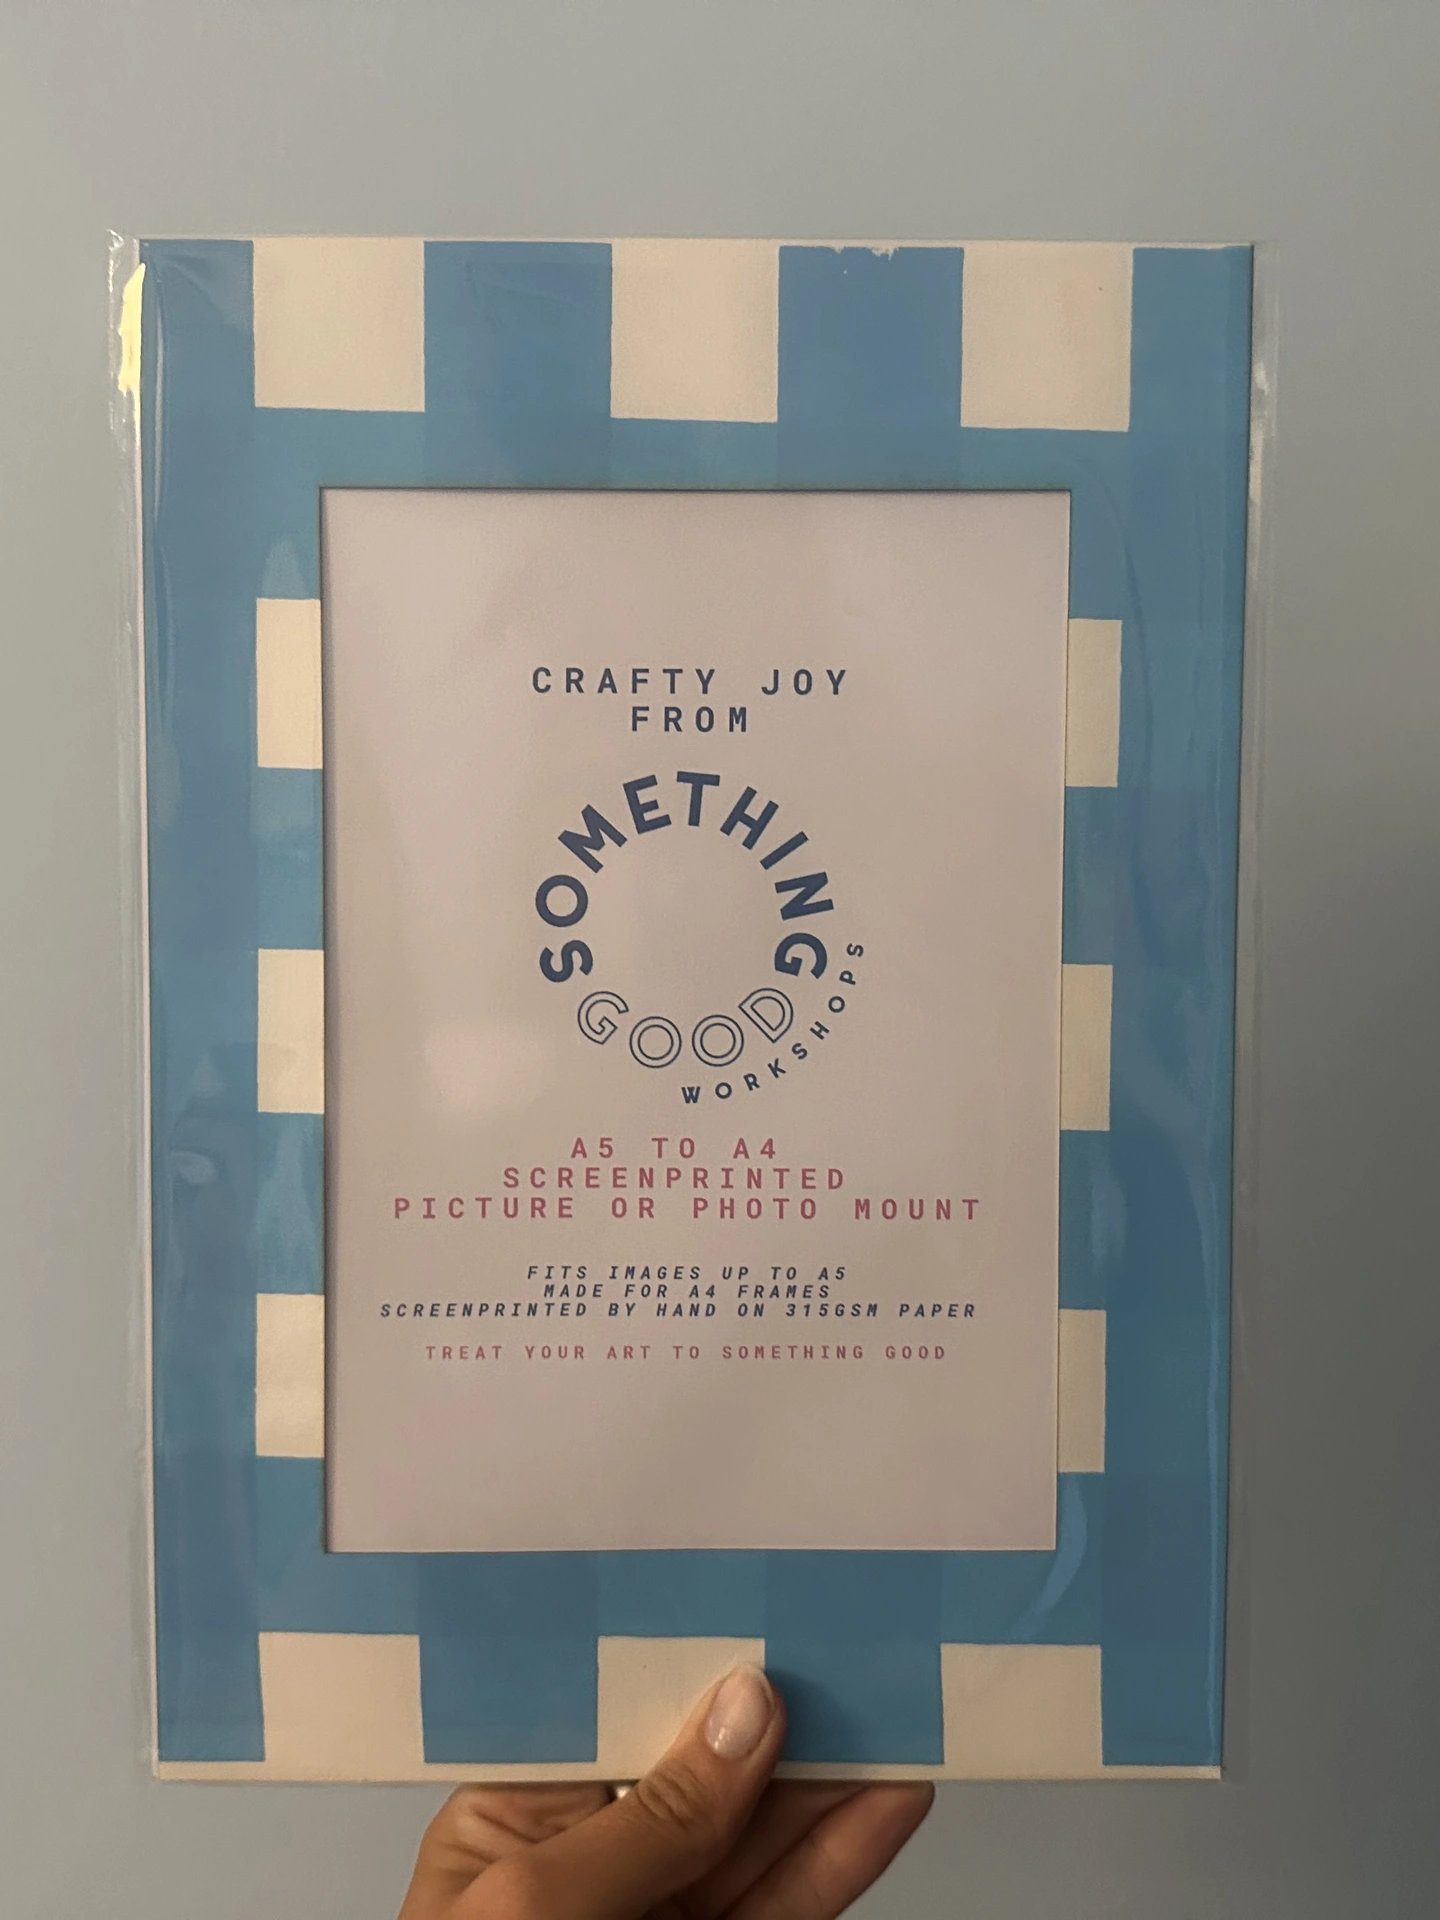 CRAFTY JOY
FROM
SOMETHING
GOOD
WORKSHOPS
A5 TO A4
SCREENPRINTED
PICTURE OR PHOTO MOUNT
FITS IMAGES UP TO A5
MADE FOR A4 FRAMES
SCREENPRINTED BY HAND ON 315GSM PAPER
TREAT YOUR ART TO SOMETHING GOOD